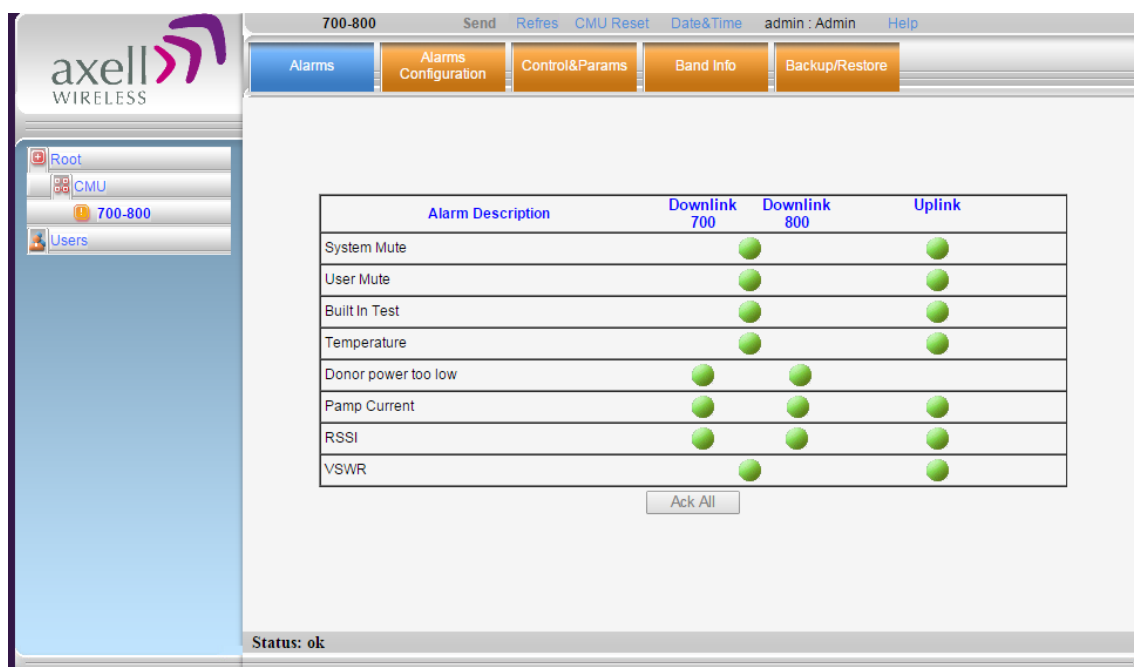 axell
WIRELESS
700-800 Send Refres CMU Reset Date&Time admin : Admin Help
Alarms
Alarms
Configuration
Control&Params
Band Info
Backup/Restore
Root
CMU
700-800
Users
Alarm Description
Downlink
700
Downlink
800
Uplink
System Mute
User Mute
Built In Test
Temperature
Donor power too low
Pamp Current
RSSI
VSWR
Ack All
Status: ok